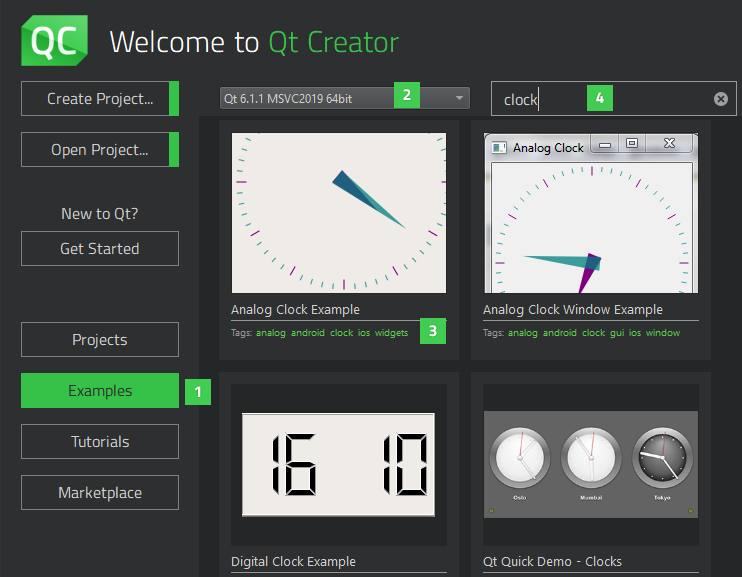 QC
Welcome to Qt Creator
Create Project...
Qt 6.1.1 MSVC2019 64bit
2
clock
4
Open Project...
Analog Clock
New to Qt?
Get Started
Analog Clock Example
Tags: analog android clock ios widgets
3
Analog Clock Window Example
Tags: analog android clock gui ios window
Projects
Examples
1
Tutorials
Marketplace
16 10
Digital Clock Example
Oslo
Mumbai
Tokyo
Qt Quick Demo - Clocks